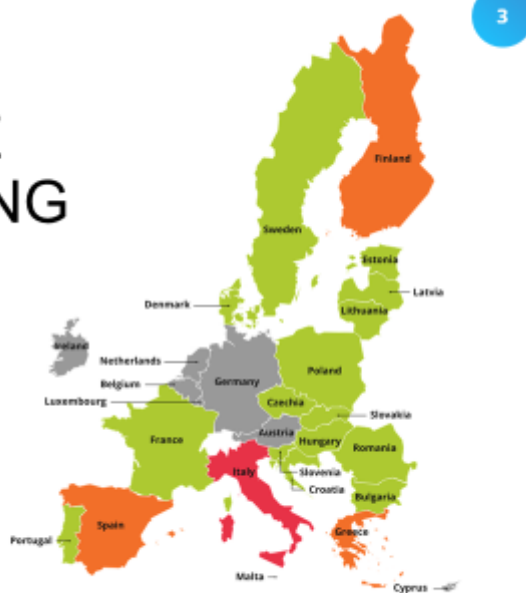 3
NG
Finland
Sweden
Estonia
Latvia
Denmark
Lithuania
Ireland
Netherlands
Poland
Belgium
Germany
Luxembourg
Czechia
Slovakia
France
Austria
Hungary
Romania
Italy
Slovenia
Croatia
Bulgaria
Spain
Portugal
Greece
Malta
Cyprus